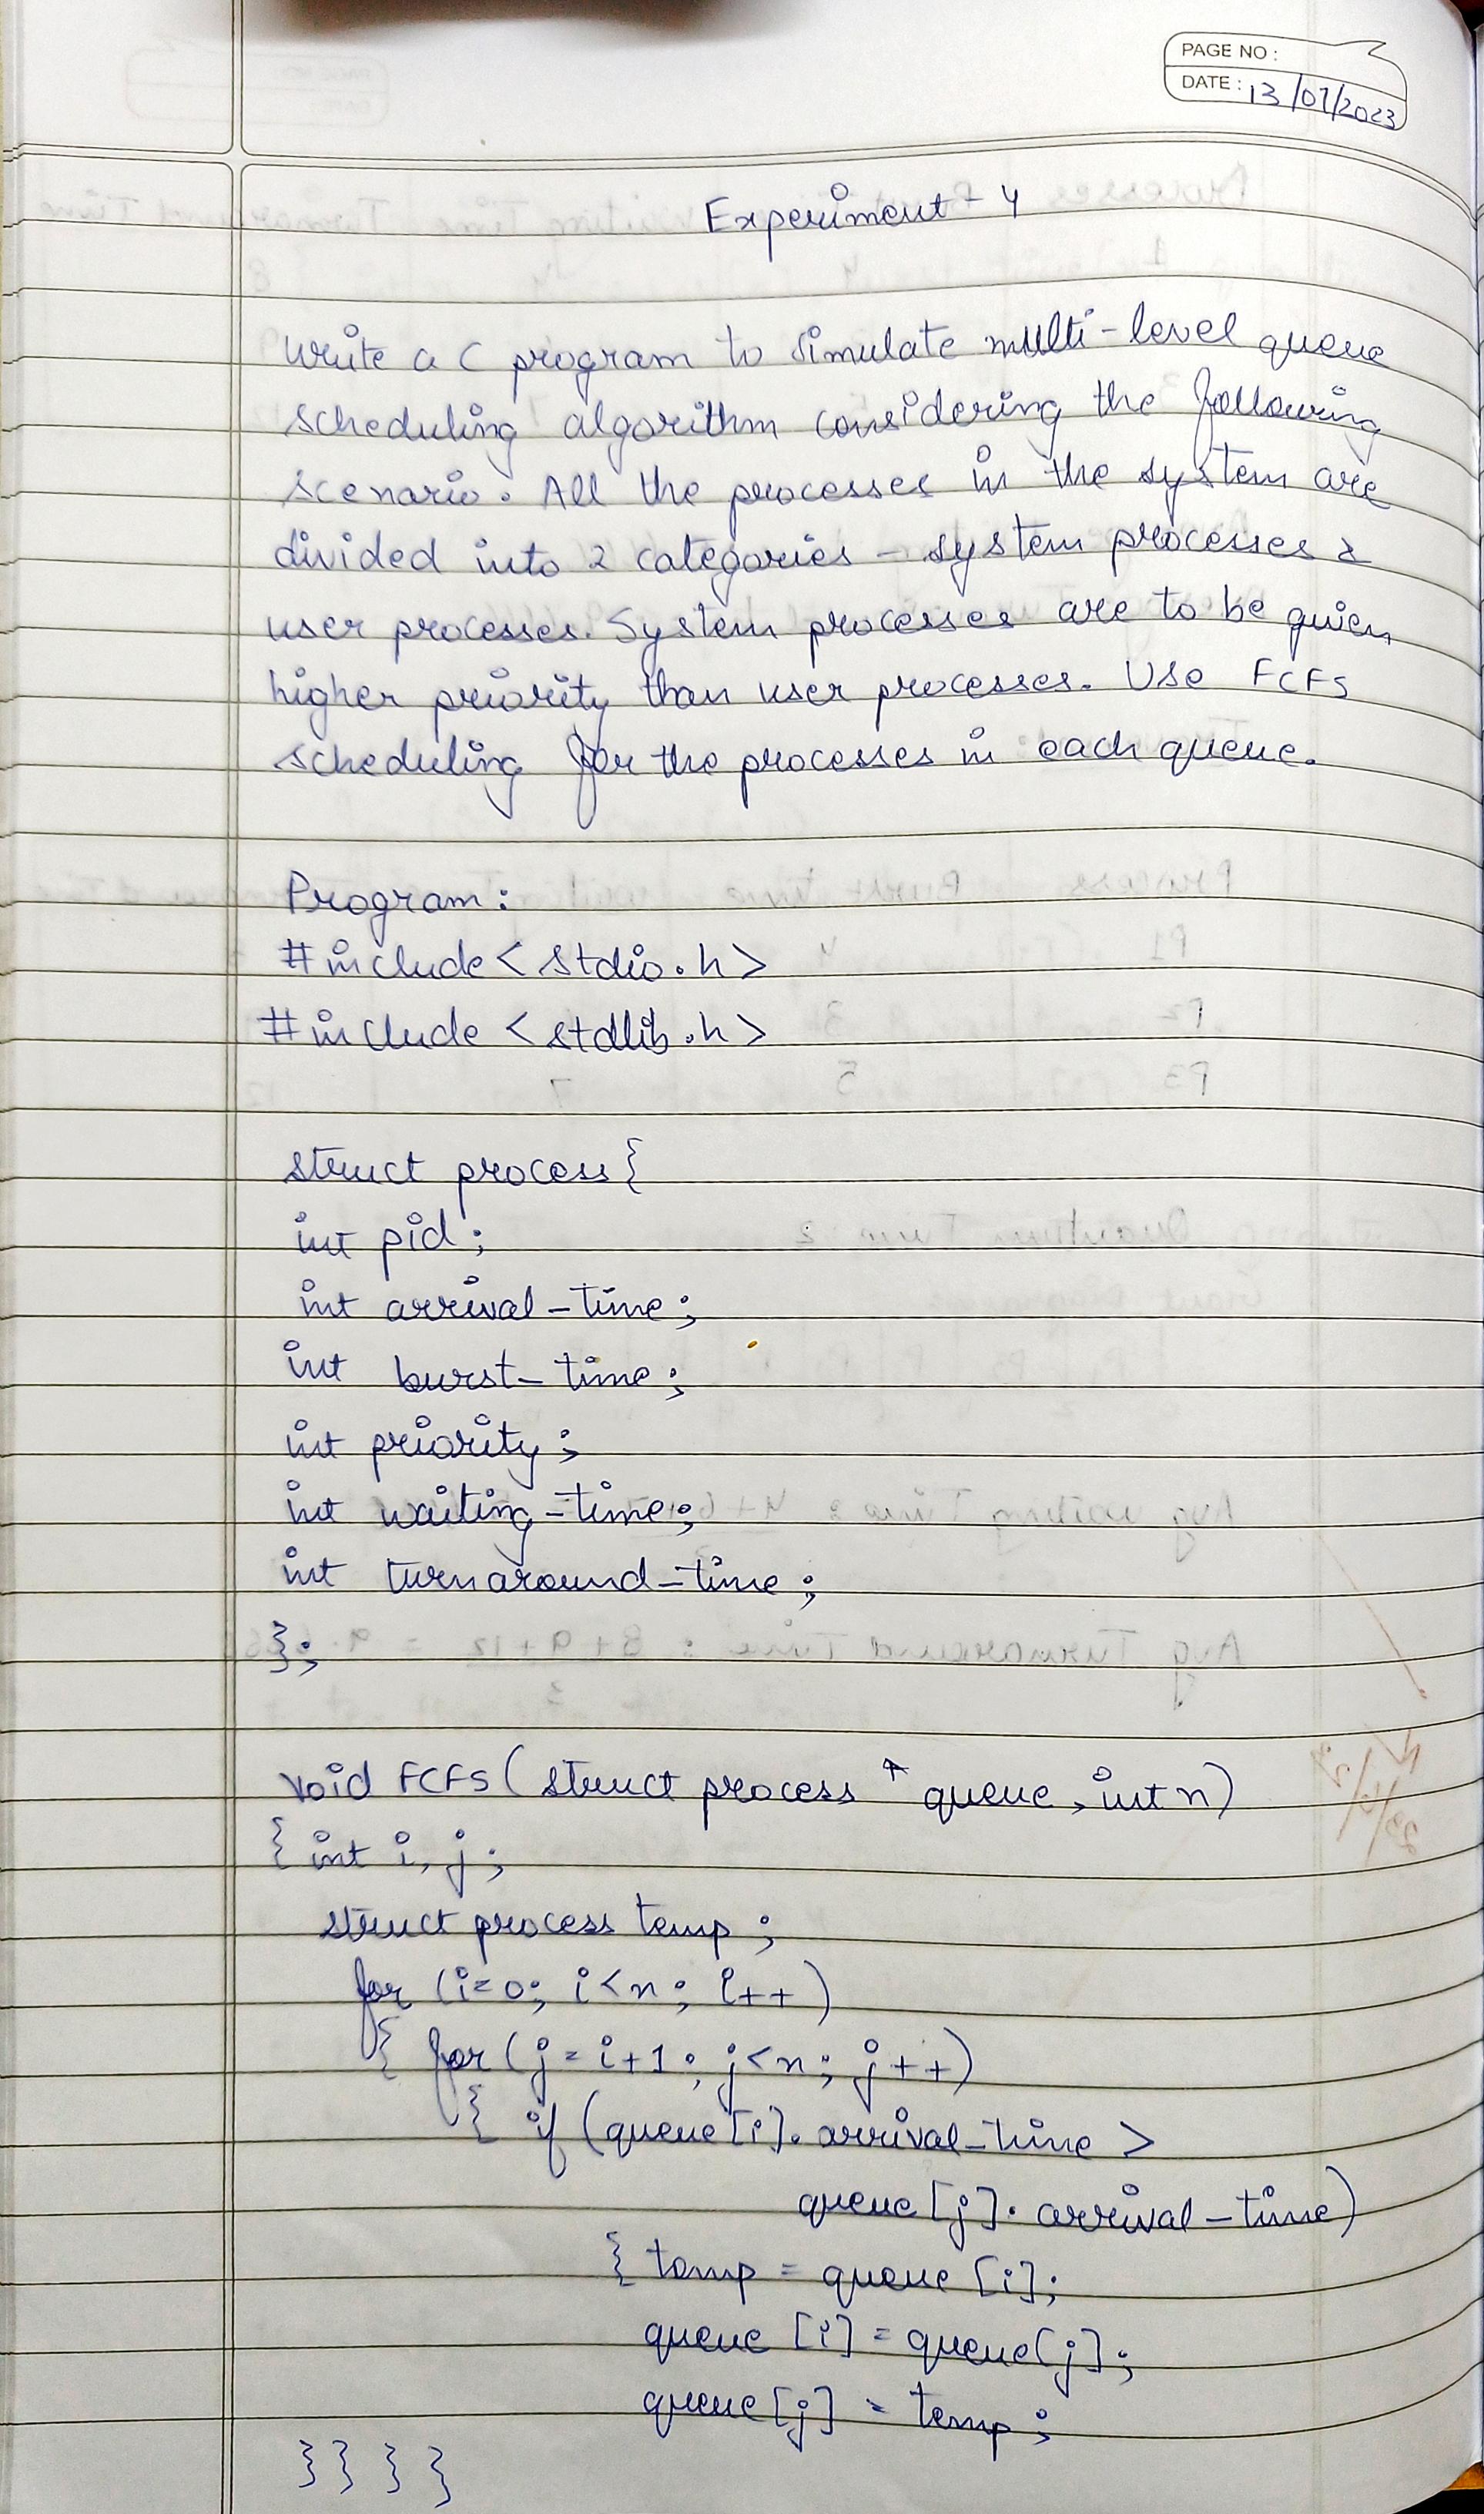 PAGE NO :
DATE : 13/07/2023
Experiment - 4
Write a C program to simulate multi-level queue
scheduling algorithm considering the following
scenario. All the processes in the system are
divided into 2 categories - system processes &
user processes. System processes are to be given
higher priority than user processes. Use FCFS
scheduling for the processes in each queue.
Program :
#include < stdio.h >
#include < stdlib.h >
struct process {
int pid ;
int arrival_time ;
int burst_time ;
int priority ;
int waiting_time ;
int turnaround_time ;
};
void FCFS ( struct process * queue , int n )
{ int i, j ;
struct process temp ;
for (i=0; i<n ; i++ )
{ for ( j = i+1 ; j<n ; j++ )
{ if (queue[i]. arrival_time >
queue [j]. arrival_time)
{ temp = queue [i];
queue [i] = queue[j];
queue[j] = temp ;
} } } }